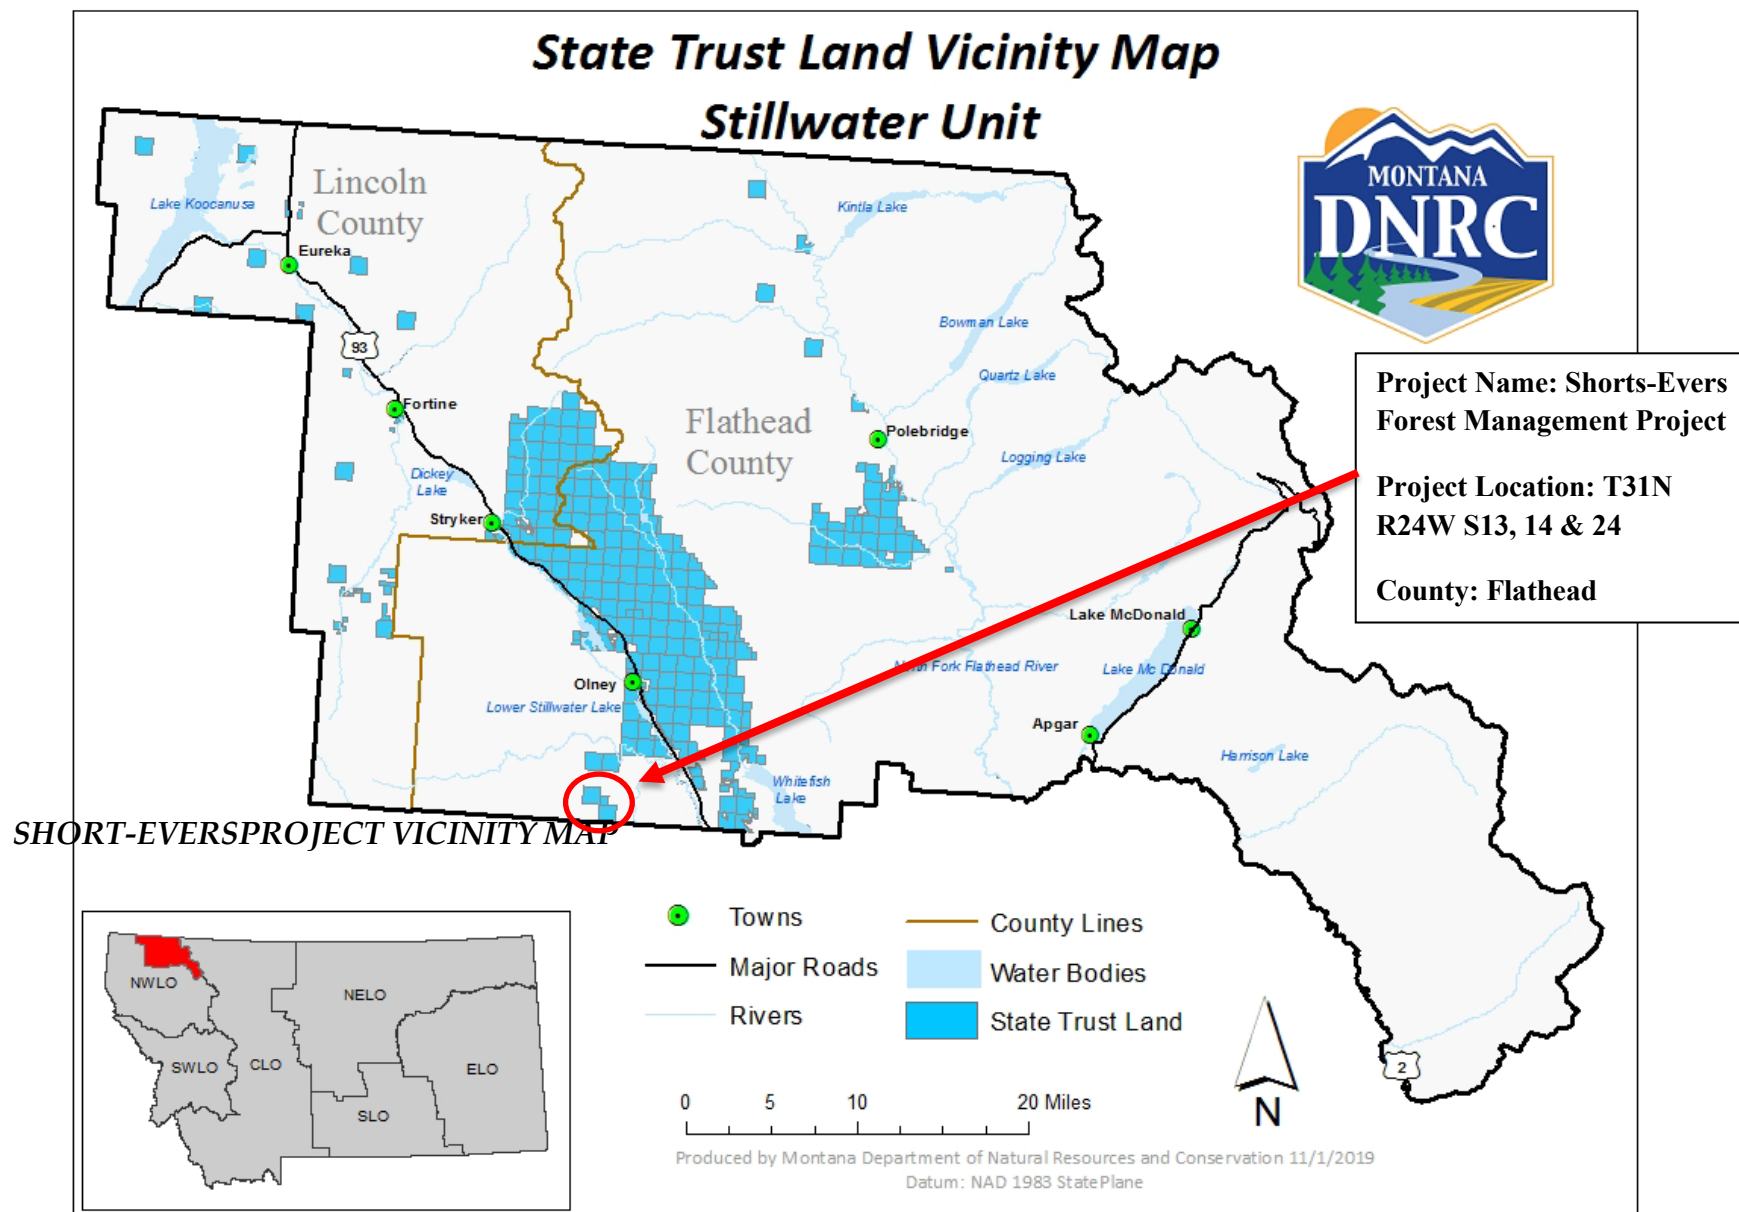 State Trust Land Vicinity Map
Stillwater Unit
MONTANA
DNRC
Lincoln
County
Lake Koocanusa
Eureka
Kintla Lake
93
Bowman Lake
Quartz Lake
Project Name: Shorts-Evers
Forest Management Project
Project Location: T31N
R24W S13, 14 & 24
County: Flathead
Fortine
Flathead
County
Polebridge
Logging Lake
Dickey
Lake
Stryker
Lake McDonald
North Fork Flathead River
Lake Mc Donald
Olney
Lower Stillwater Lake
Apgar
Harrison Lake
Whitefish
Lake
SHORT-EVERSPROJECT VICINITY MAP
Towns
County Lines
Major Roads
Water Bodies
Rivers
State Trust Land
NWLO
NELO
SWLO
CLO
ELO
SLO
2
0 5 10 20 Miles
N
Produced by Montana Department of Natural Resources and Conservation 11/1/2019
Datum: NAD 1983 StatePlane